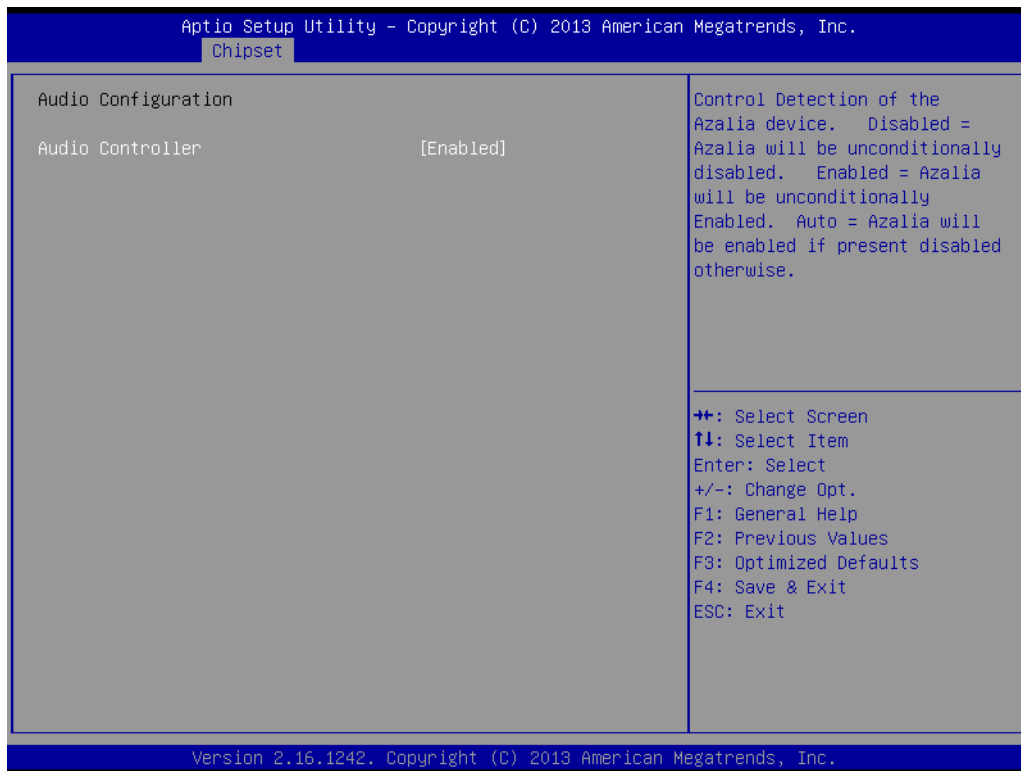 Aptio Setup Utility – Copyright (C) 2013 American Megatrends, Inc.
Chipset
Audio Configuration
Audio Controller [Enabled]
Control Detection of the
Azalia device. Disabled =
Azalia will be unconditionally
disabled. Enabled = Azalia
will be unconditionally
Enabled. Auto = Azalia will
be enabled if present disabled
otherwise.
→←: Select Screen
↑↓: Select Item
Enter: Select
+/-: Change Opt.
F1: General Help
F2: Previous Values
F3: Optimized Defaults
F4: Save & Exit
ESC: Exit
Version 2.16.1242. Copyright (C) 2013 American Megatrends, Inc.